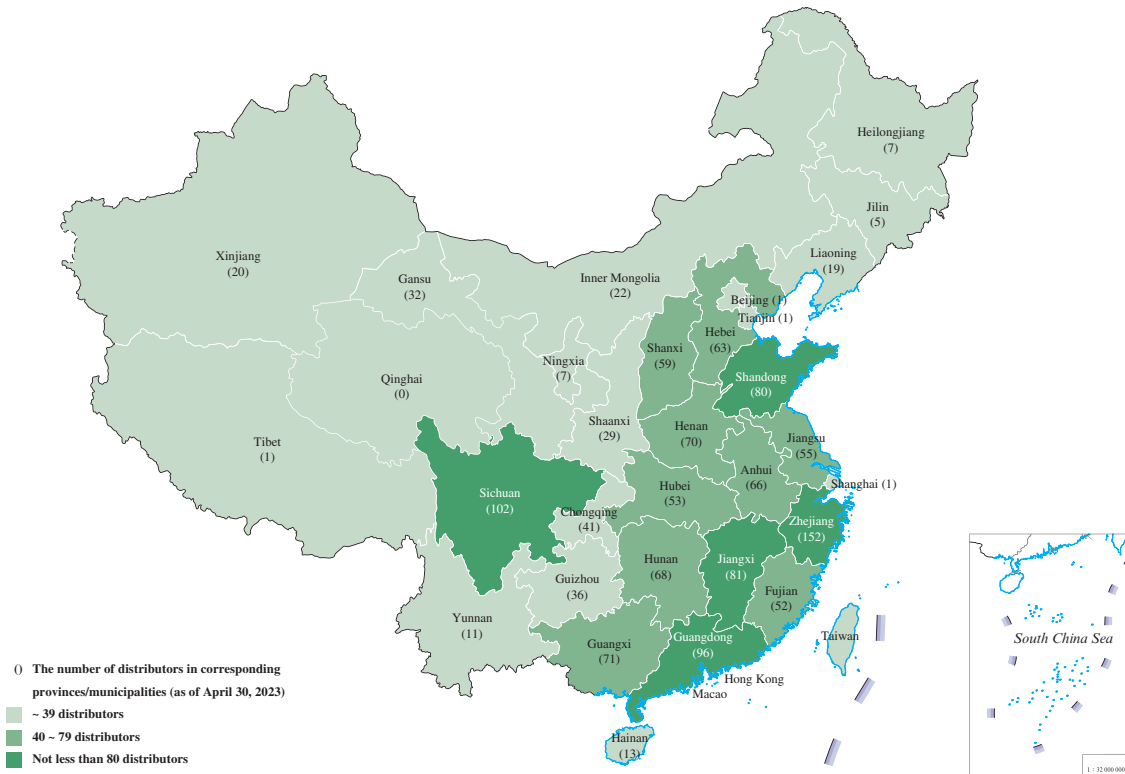 Heilongjiang
(7)
Jilin
(5)
Liaoning
(19)
Xinjiang
(20)
Gansu
(32)
Inner Mongolia
(22)
Beijing (1)
Tianjin (1)
Hebei
(63)
Shanxi
(59)
Ningxia
(7)
Qinghai
(0)
Shandong
(80)
Shaanxi
(29)
Henan
(70)
Jiangsu
(55)
Tibet
(1)
Anhui
(66)
Shanghai (1)
Sichuan
(102)
Hubei
(53)
Chongqing
(41)
Zhejiang
(152)
Hunan
(68)
Jiangxi
(81)
Guizhou
(36)
Fujian
(52)
Yunnan
(11)
Guangxi
(71)
Guangdong
(96)
Taiwan
Hong Kong
Macao
Hainan
(13)
South China Sea
1 : 32 000 000
() The number of distributors in corresponding
provinces/municipalities (as of April 30, 2023)
~ 39 distributors
40 ~ 79 distributors
Not less than 80 distributors